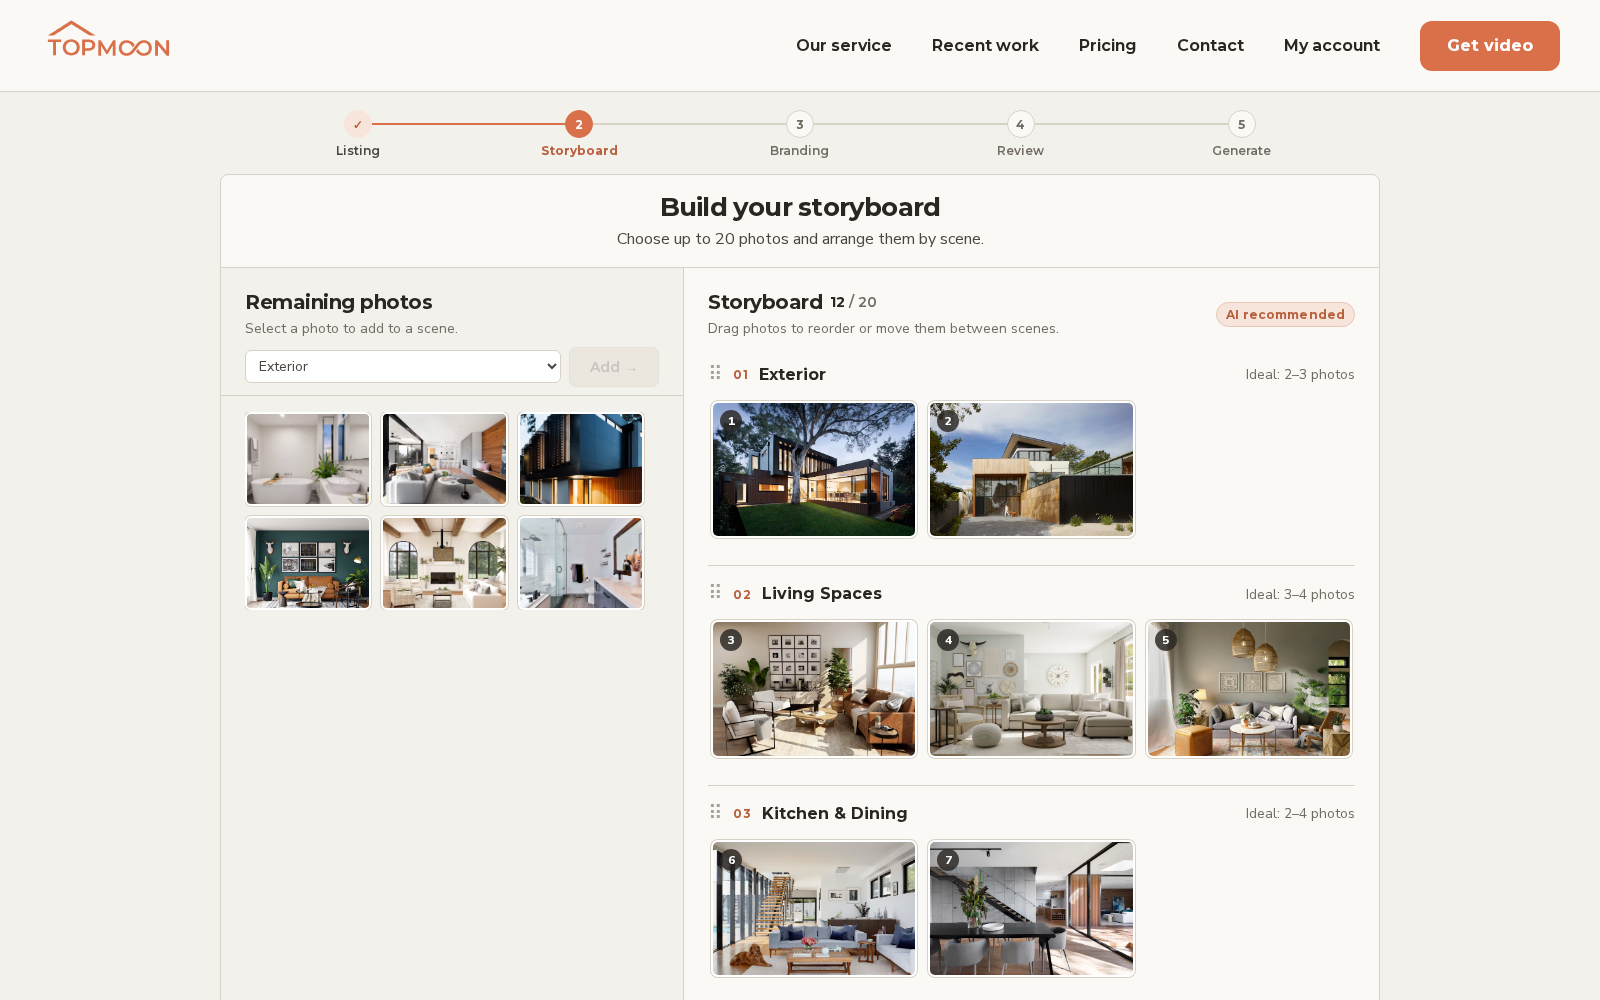 TOPMOON
Our service
Recent work
Pricing
Contact
My account
Get video
✓
2
3
4
5
Listing
Storyboard
Branding
Review
Generate
Build your storyboard
Choose up to 20 photos and arrange them by scene.
Remaining photos
Select a photo to add to a scene.
Exterior
Add →
Storyboard 12 / 20
Drag photos to reorder or move them between scenes.
AI recommended
01 Exterior
Ideal: 2–3 photos
1
2
02 Living Spaces
Ideal: 3–4 photos
3
4
5
03 Kitchen & Dining
Ideal: 2–4 photos
6
7